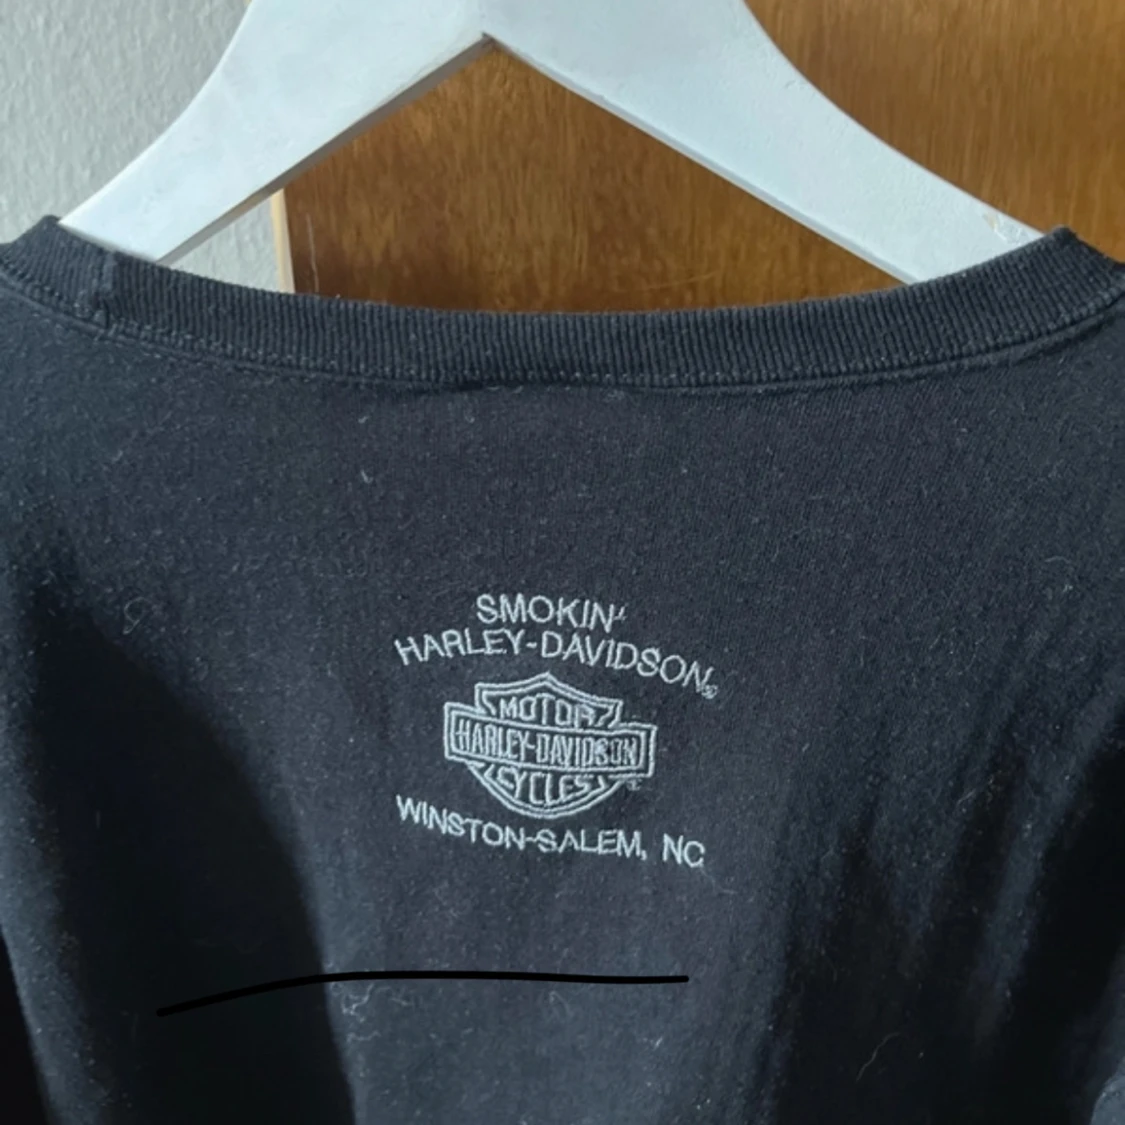 SMOKIN'
HARLEY-DAVIDSON®
MOTOR
HARLEY-DAVIDSON
CYCLES
WINSTON-SALEM, NC